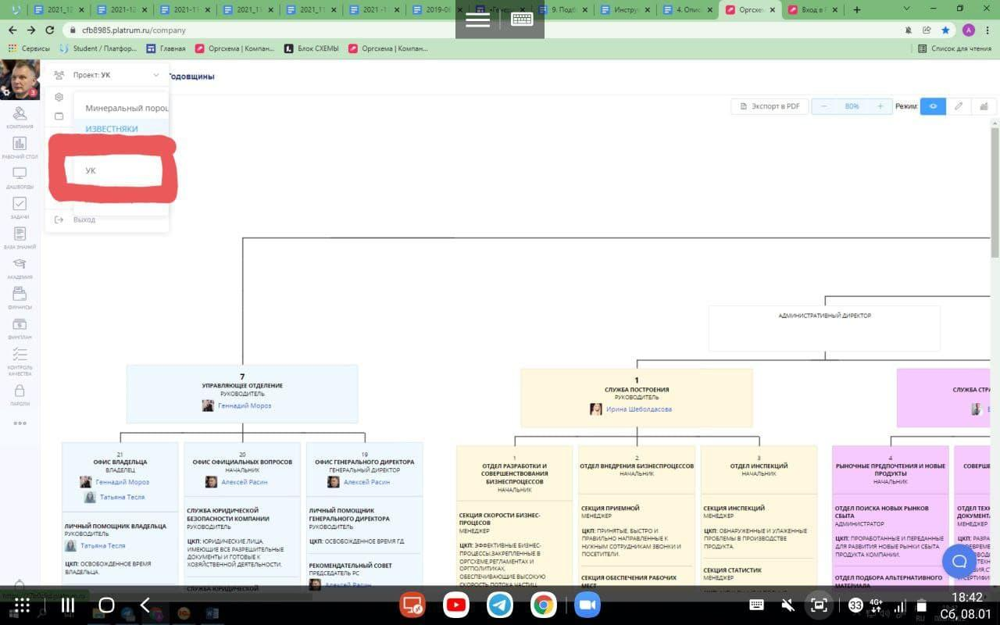 2021-12
2021-12
2021-1
2021_1
2021_11
2021 -1
2019-06
9. Подб
Инстру
4. Опис
Оргсхе
Вход в
cfb8985.platrum.ru/company
Сервисы
Student / Платфор...
Главная
Оргсхема | Компан...
Блок СХЕМЫ
Оргсхема | Компан...
Список для чтения
Проект: УК
Годовщины
3
Минеральный порош
ИЗВЕСТНЯКИ
УК
Выход
КОМПАНИЯ
РАБОЧИЙ СТОЛ
ДАШБОРДЫ
ЗАДАЧИ
БАЗА ЗНАНИЙ
АКАДЕМИЯ
ФИНАНСЫ
ФИНПЛАН
КОНТРОЛЬ
КАЧЕСТВА
ПАРОЛИ
Экспорт в PDF
− 80% +
Режим:
АДМИНИСТРАТИВНЫЙ ДИРЕКТОР
7
УПРАВЛЯЮЩЕЕ ОТДЕЛЕНИЕ
РУКОВОДИТЕЛЬ
Геннадий Мороз
1
СЛУЖБА ПОСТРОЕНИЯ
РУКОВОДИТЕЛЬ
Ирина Шеболдасова
СЛУЖБА СТРА
21
ОФИС ВЛАДЕЛЬЦА
ВЛАДЕЛЕЦ
Геннадий Мороз
Татьяна Тесля
ЛИЧНЫЙ ПОМОЩНИК ВЛАДЕЛЬЦА
РУКОВОДИТЕЛЬ
Татьяна Тесля
ЦКП: ОСВОБОЖДЕННОЕ ВРЕМЯ
ВЛАДЕЛЬЦА.
20
ОФИС ОФИЦИАЛЬНЫХ ВОПРОСОВ
НАЧАЛЬНИК
Алексей Расин
СЛУЖБА ЮРИДИЧЕСКОЙ
БЕЗОПАСНОСТИ КОМПАНИИ
РУКОВОДИТЕЛЬ
ЦКП: ЮРИДИЧЕСКИЕ ЛИЦА,
ИМЕЮЩИЕ ВСЕ РАЗРЕШИТЕЛЬНЫЕ
ДОКУМЕНТЫ И ГОТОВЫЕ К
ХОЗЯЙСТВЕННОЙ ДЕЯТЕЛЬНОСТИ.
СЛУЖБА ЮРИДИЧЕСКОЙ
19
ОФИС ГЕНЕРАЛЬНОГО ДИРЕКТОРА
ГЕНЕРАЛЬНЫЙ ДИРЕКТОР
Алексей Расин
ЛИЧНЫЙ ПОМОЩНИК
ГЕНЕРАЛЬНОГО ДИРЕКТОРА
РУКОВОДИТЕЛЬ
ЦКП: ОСВОБОЖДЕННОЕ ВРЕМЯ ГД.
РЕКОМЕНДАТЕЛЬНЫЙ СОВЕТ
ПРЕДСЕДАТЕЛЬ РС
Алексей Расин
1
ОТДЕЛ РАЗРАБОТКИ И
СОВЕРШЕНСТВОВАНИЯ
БИЗНЕСПРОЦЕССОВ
НАЧАЛЬНИК
СЕКЦИЯ СКОРОСТИ БИЗНЕС-
ПРОЦЕСОВ
МЕНЕДЖЕР
ЦКП: ЭФФЕКТИВНЫЕ БИЗНЕС-
ПРОЦЕССЫ,ЗАКРЕПЛЕННЫЕ В
ОРГСХЕМЕ,РЕГЛАМЕНТАХ И
ОРГПОЛИТИКАХ,
ОБЕСПЕЧИВАЮЩИЕ ВЫСОКУЮ
СКОРОСТЬ ПОТОКА ЧАСТИЦ
2
ОТДЕЛ ВНЕДРЕНИЯ БИЗНЕСПРОЦЕССОВ
НАЧАЛЬНИК
СЕКЦИЯ ПРИЕМНОЙ
МЕНЕДЖЕР
ЦКП: ПРИНЯТЫЕ, БЫСТРО И
ПРАВИЛЬНО НАПРАВЛЕННЫЕ К
НУЖНЫМ СОТРУДНИКАМ ЗВОНКИ И
ПОСЕТИТЕЛИ.
СЕКЦИЯ ОБЕСПЕЧЕНИЯ РАБОЧИХ
МЕСТ
3
ОТДЕЛ ИНСПЕКЦИЙ
НАЧАЛЬНИК
СЕКЦИЯ ИНСПЕКЦИЙ
МЕНЕДЖЕР
ЦКП: ОБНАРУЖЕННЫЕ И УЛАЖЕННЫЕ
ПРОБЛЕМЫ В ПРОИЗВОДСТВЕ
ПРОДУКТА.
СЕКЦИЯ СТАТИСТИК
МЕНЕДЖЕР
4
РЫНОЧНЫЕ ПРЕДПОЧТЕНИЯ И НОВЫЕ
ПРОДУКТЫ
НАЧАЛЬНИК
ОТДЕЛ ПОИСКА НОВЫХ РЫНКОВ
СБЫТА
АДМИНИСТРАТОР
ЦКП: ПРОРАБОТАННЫЕ И ПЕРЕДАННЫЕ
ДЛЯ РАЗВИТИЯ НОВЫЕ РЫНКИ СБЫТА
ПРОДУКТА КОМПАНИИ.
ОТДЕЛ ПОДБОРА АЛЬТЕРНАТИВНОГО
МАТЕРИАЛА
СОВЕРШЕ
ОТДЕЛ ТЕХН
ДОКУМЕНТА
МЕНЕДЖЕР
33
4G+
18:42
Сб, 08.01